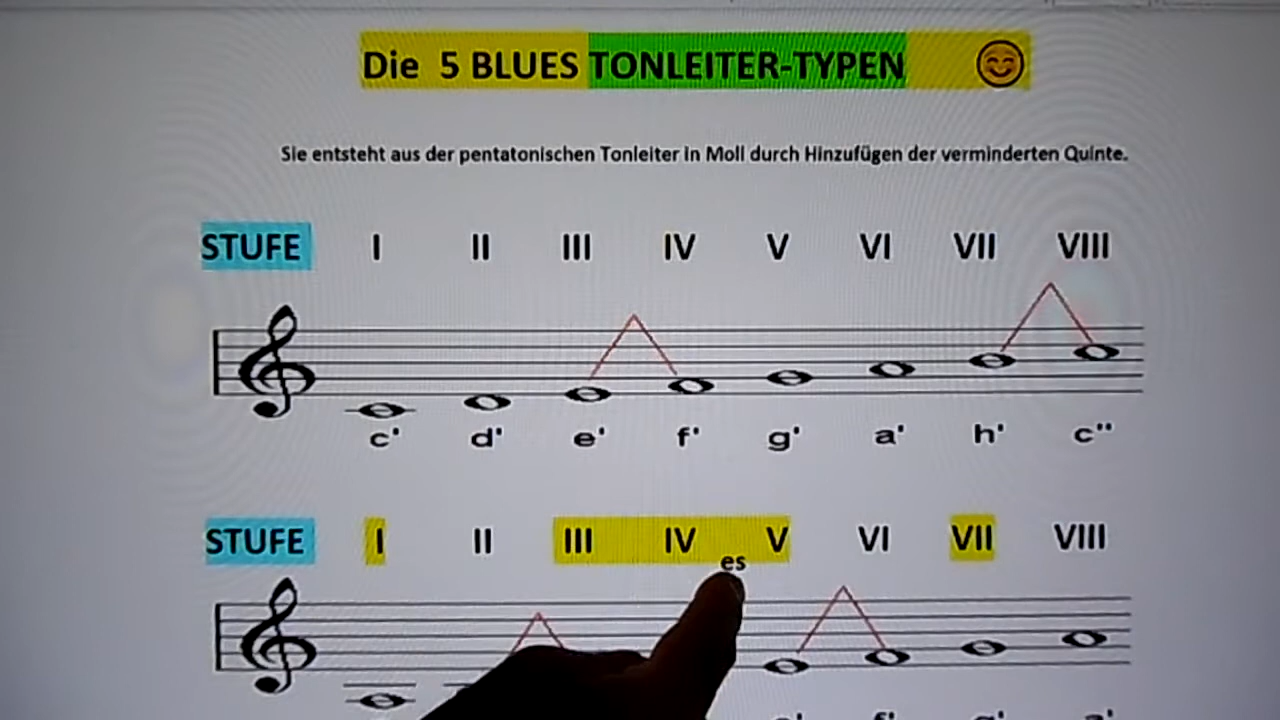 Die 5 BLUES TONLEITER-TYPEN
Sie entsteht aus der pentatonischen Tonleiter in Moll durch Hinzufügen der verminderten Quinte.
STUFE I II III IV V VI VII VIII
c' d' e' f' g' a' h' c''
STUFE I II III IV V VI VII VIII
es